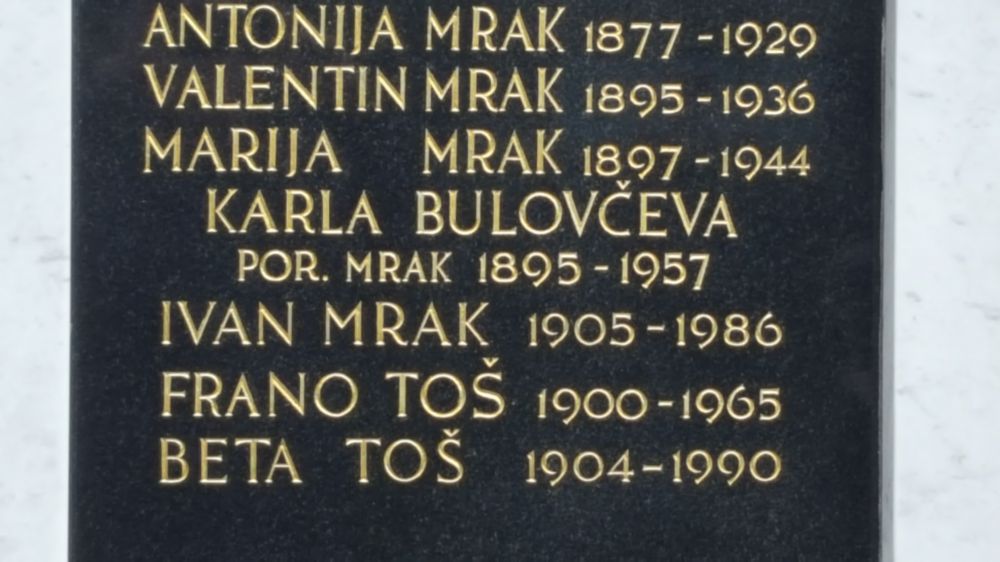 ANTONIJA MRAK 1877 - 1929
VALENTIN MRAK 1895 - 1936
MARIJA MRAK 1897 - 1944
KARLA BULOVČEVA
POR. MRAK 1895 - 1957
IVAN MRAK 1905 - 1986
FRANO TOŠ 1900 - 1965
BETA TOŠ 1904 - 1990